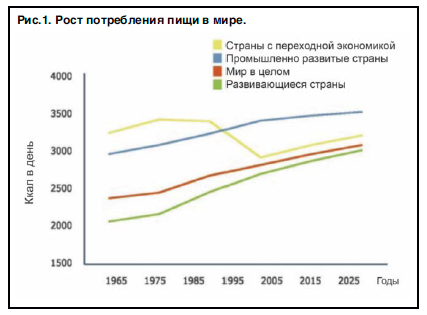 Рис.1. Рост потребления пищи в мире.
Страны с переходной экономикой
Промышленно развитые страны
Мир в целом
Развивающиеся страны
4000
3500
3000
2500
2000
1500
Ккал в день
1965 1975 1985 1995 2005 2015 2025 Годы